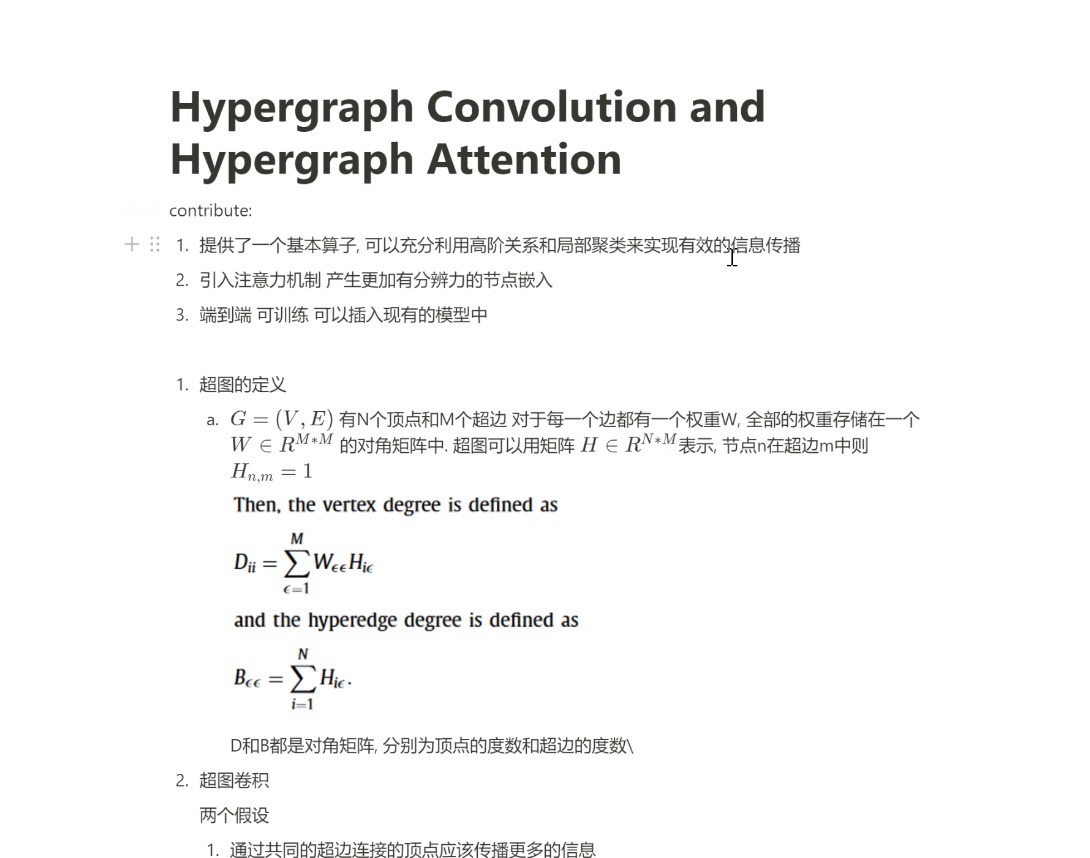 Hypergraph Convolution and
Hypergraph Attention
contribute:
1. 提供了一个基本算子, 可以充分利用高阶关系和局部聚类来实现有效的信息传播
2. 引入注意力机制 产生更加有分辨力的节点嵌入
3. 端到端 可训练 可以插入现有的模型中
1. 超图的定义
a. G = (V, E) 有N个顶点和M个超边 对于每一个边都有一个权重W, 全部的权重存储在一个
W ∈ R^{M*M} 的对角矩阵中. 超图可以用矩阵 H ∈ R^{N*M} 表示, 节点n在超边m中则
H_{n,m} = 1
Then, the vertex degree is defined as
D_{ii} = \sum_{ϵ=1}^{M} W_{ϵϵ} H_{iϵ}
and the hyperedge degree is defined as
B_{ϵϵ} = \sum_{i=1}^{N} H_{iϵ}.
D和B都是对角矩阵, 分别为顶点的度数和超边的度数\
2. 超图卷积
两个假设
1. 通过共同的超边连接的顶点应该传播更多的信息